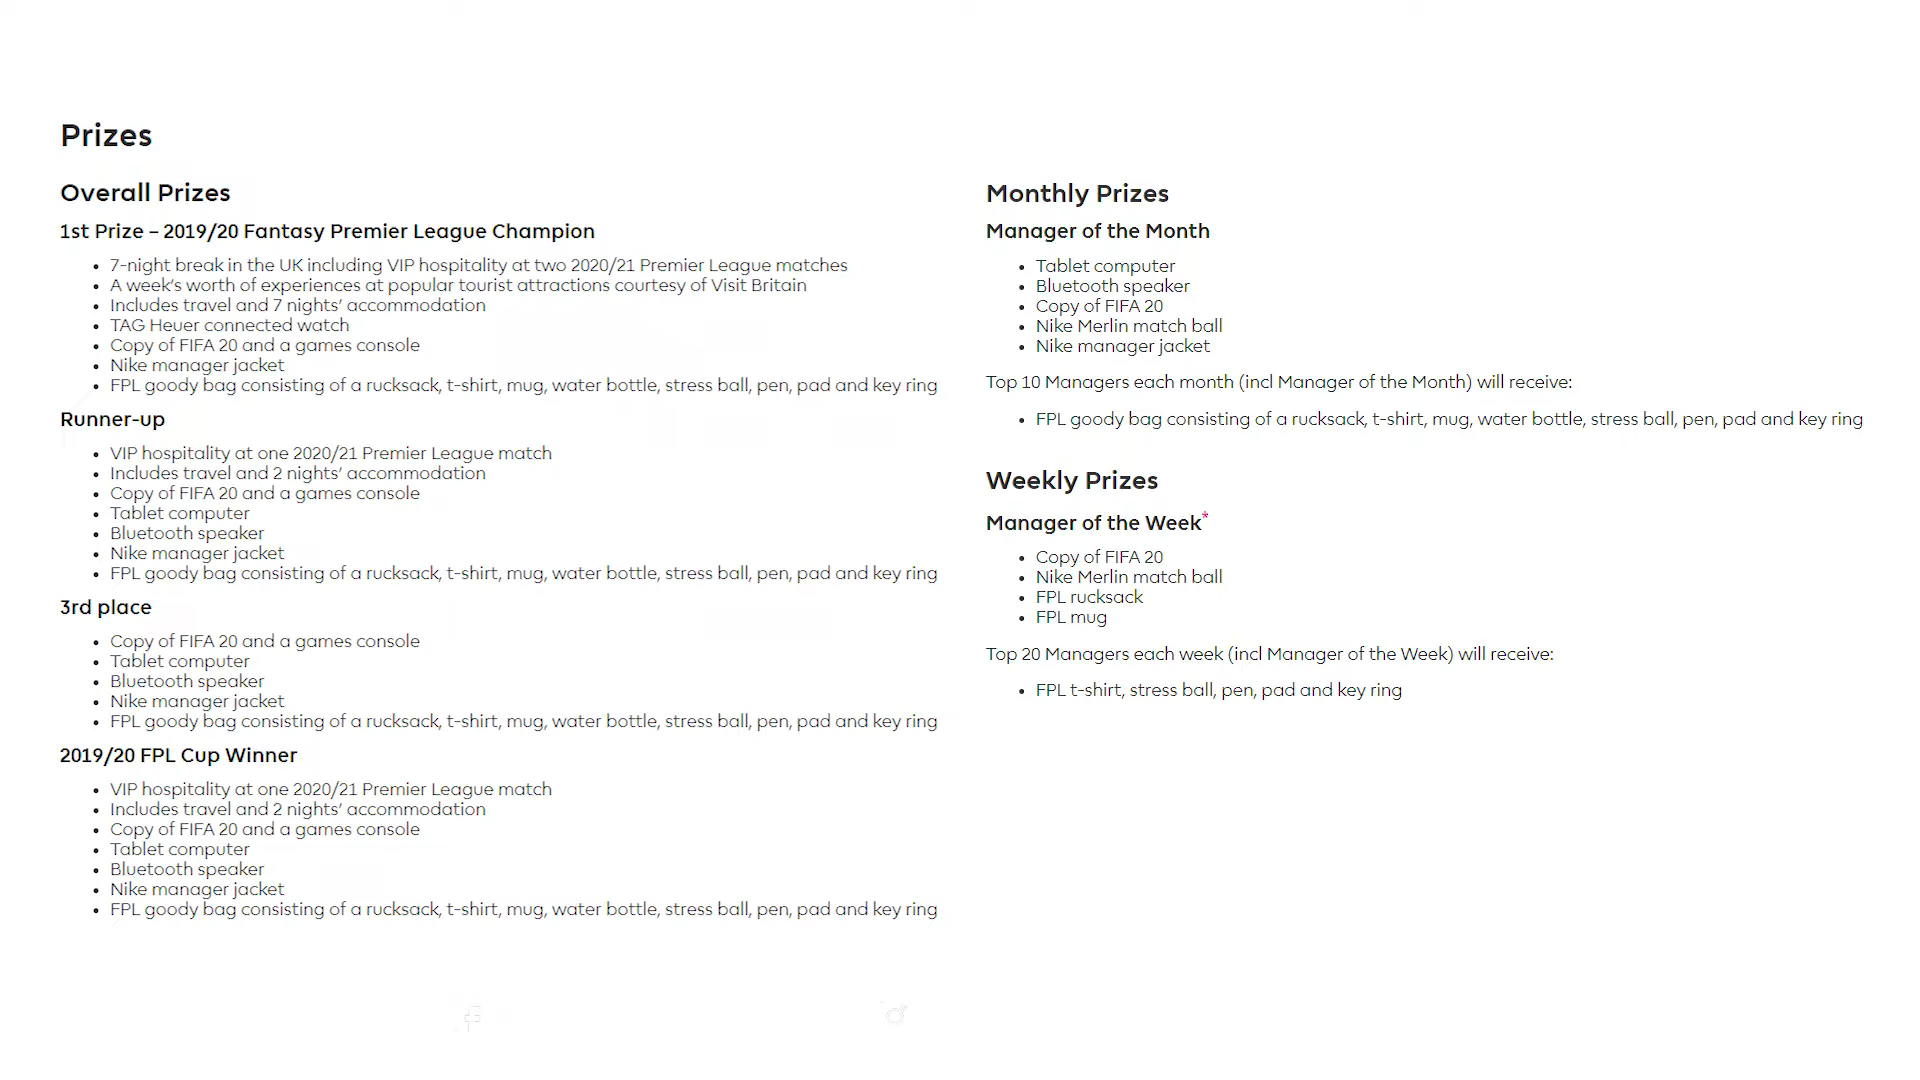 Prizes
Overall Prizes
1st Prize – 2019/20 Fantasy Premier League Champion
• 7-night break in the UK including VIP hospitality at two 2020/21 Premier League matches
• A week’s worth of experiences at popular tourist attractions courtesy of Visit Britain
• Includes travel and 7 nights’ accommodation
• TAG Heuer connected watch
• Copy of FIFA 20 and a games console
• Nike manager jacket
• FPL goody bag consisting of a rucksack, t-shirt, mug, water bottle, stress ball, pen, pad and key ring
Runner-up
• VIP hospitality at one 2020/21 Premier League match
• Includes travel and 2 nights’ accommodation
• Copy of FIFA 20 and a games console
• Tablet computer
• Bluetooth speaker
• Nike manager jacket
• FPL goody bag consisting of a rucksack, t-shirt, mug, water bottle, stress ball, pen, pad and key ring
3rd place
• Copy of FIFA 20 and a games console
• Tablet computer
• Bluetooth speaker
• Nike manager jacket
• FPL goody bag consisting of a rucksack, t-shirt, mug, water bottle, stress ball, pen, pad and key ring
2019/20 FPL Cup Winner
• VIP hospitality at one 2020/21 Premier League match
• Includes travel and 2 nights’ accommodation
• Copy of FIFA 20 and a games console
• Tablet computer
• Bluetooth speaker
• Nike manager jacket
• FPL goody bag consisting of a rucksack, t-shirt, mug, water bottle, stress ball, pen, pad and key ring
Monthly Prizes
Manager of the Month
• Tablet computer
• Bluetooth speaker
• Copy of FIFA 20
• Nike Merlin match ball
• Nike manager jacket
Top 10 Managers each month (incl Manager of the Month) will receive:
• FPL goody bag consisting of a rucksack, t-shirt, mug, water bottle, stress ball, pen, pad and key ring
Weekly Prizes
Manager of the Week*
• Copy of FIFA 20
• Nike Merlin match ball
• FPL rucksack
• FPL mug
Top 20 Managers each week (incl Manager of the Week) will receive:
• FPL t-shirt, stress ball, pen, pad and key ring